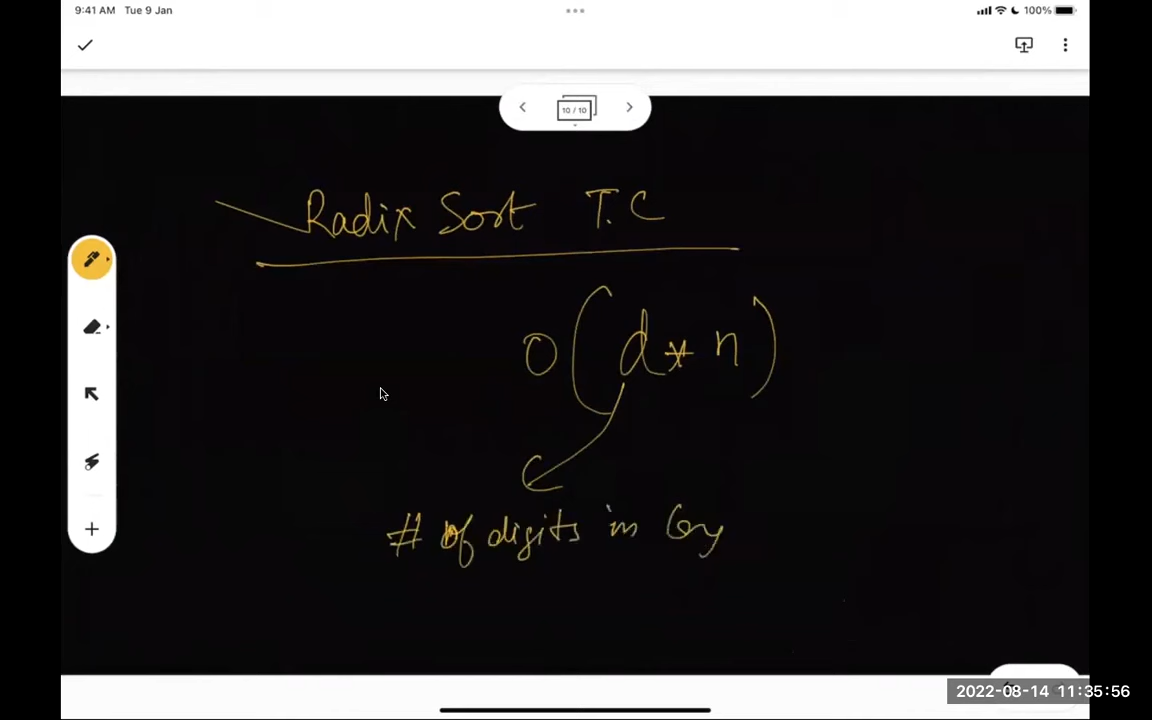 9:41 AM Tue 9 Jan
100%
10 / 10
Radix Sort T.C
O(d * n)
# of digits in
2022-08-14 11:35:56